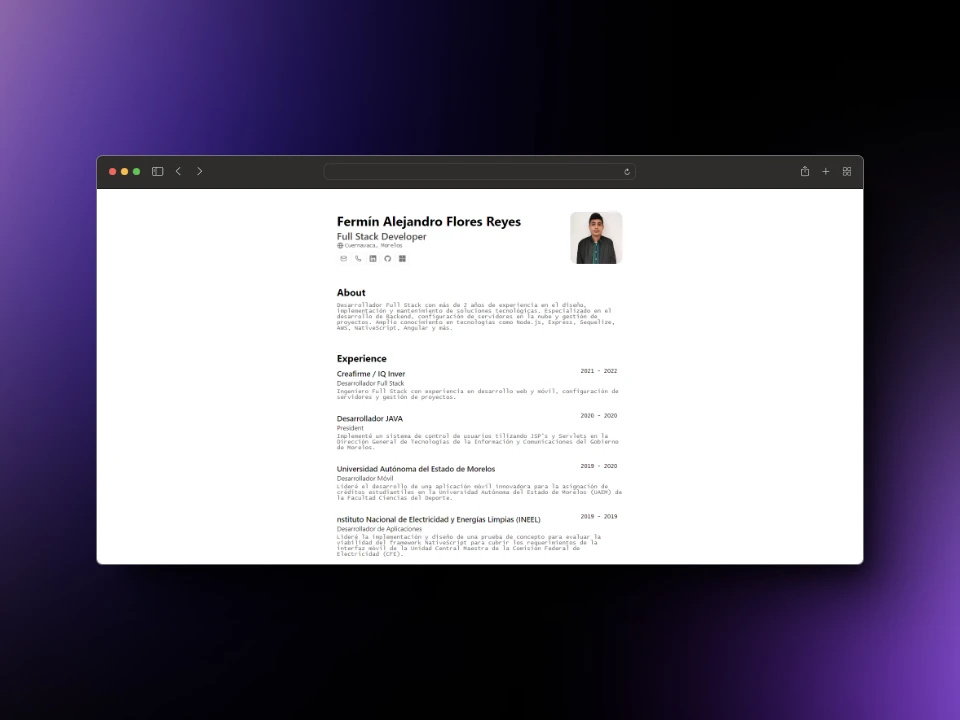 Fermín Alejandro Flores Reyes
Full Stack Developer
Cuernavaca, Morelos
About
Desarrollador Full Stack con más de 2 años de experiencia en el diseño,
implementación y mantenimiento de soluciones tecnológicas. Especializado en el
decarrollo de Backend, configuración de servidores en la nube y gestión de
proyectos. Amplio conocimiento en tecnologías como Node.js, Express, Sequelize,
AWS, NativeScript, Angular y más.
Experience
Creafirme / IQ Inver
2021 - 2022
Desarrollador Full Stack
Ingeniero Full Stack con experiencia en desarrollo web y móvil, configuración de
servidores y gestión de proyectos.
Desarrollador JAVA
2020 - 2020
President
Implementé un sistema de control de usuarios tilizando JSP's y Servlets en la
Dirección General de Tecnologías de la Información y Comunicaciones del Gobierno
de Morelos.
Universidad Autónoma del Estado de Morelos
2019 - 2020
Desarrollador Móvil
Lideré el desarrollo de una aplicación móvil innovadora para la asignación de
créditos estudiantiles en la Universidad Autónoma del Estado de Morelos (UAEM) de
la Facultad Ciencias del Deporte.
nstituto Nacional de Electricidad y Energías Limpias (INEEL)
2019 - 2019
Desarrollador de Aplicaciones
Lideré la implementación y diseño de una prueba de concepto para evaluar la
viabilidad del framework NativeScript para cubrir los requerimientos de la
interfaz móvil de la Unidad Central Maestra de la Comisión Federal de
Electricidad (CFE).